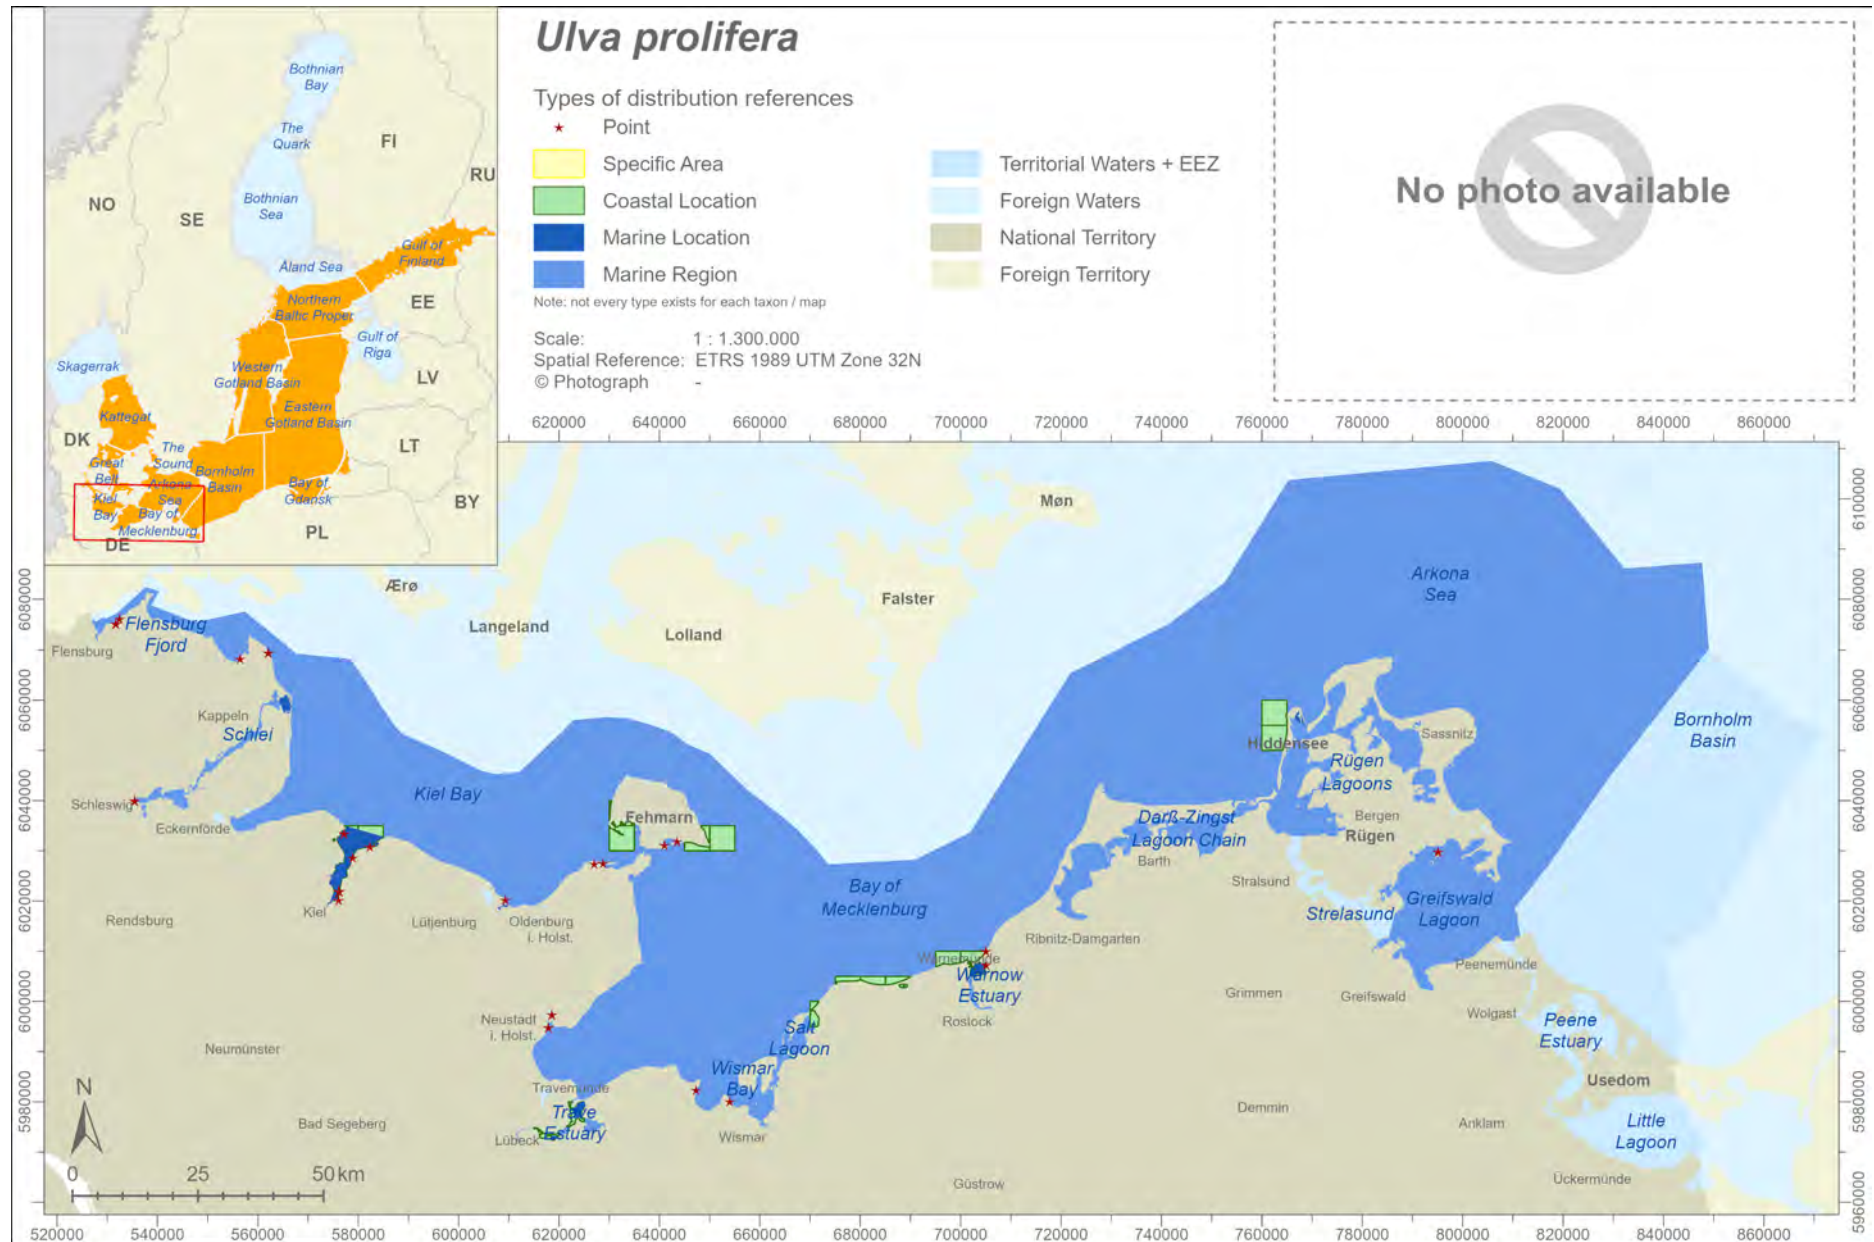 Ulva prolifera
Types of distribution references
Point
Specific Area
Coastal Location
Marine Location
Marine Region
Territorial Waters + EEZ
Foreign Waters
National Territory
Foreign Territory
Note: not every type exists for each taxon / map
Scale: 1 : 1.300.000
Spatial Reference: ETRS 1989 UTM Zone 32N
© Photograph -
No photo available
Bothnian
Bay
The
Quark
FI
RU
NO
SE
Bothnian
Sea
Åland Sea
Gulf of
Finland
Northern
Baltic Proper
EE
Gulf of
Riga
Skagerrak
Western
Gotland Basin
LV
Kattegat
Eastern
Gotland Basin
DK
The
Sound
LT
Great
Belt
Bornholm
Basin
Arkona
Sea
Bay of
Gdansk
Kiel
Bay
Bay of
Mecklenburg
BY
PL
DE
620000 640000 660000 680000 700000 720000 740000 760000 780000 800000 820000 840000 860000
Møn
Ærø
Langeland
Lolland
Falster
Arkona
Sea
Flensburg
Fjord
Flensburg
Kappeln
Schlei
Schleswig
Eckernförde
Kiel Bay
Fehmarn
Hiddensee
Sassnitz
Rügen
Lagoons
Bornholm
Basin
Bergen
Rügen
Darß-Zingst
Lagoon Chain
Barth
Stralsund
Strelasund
Greifswald
Lagoon
Bay of
Mecklenburg
Rendsburg
Kiel
Lütjenburg
Oldenburg
i. Holst.
Ribnitz-Damgarten
Warnemünde
Warnow
Estuary
Rostock
Peenemünde
Grimmen
Greifswald
Wolgast
Peene
Estuary
Neustadt
i. Holst.
Salt
Lagoon
Neumünster
Wismar
Bay
Usedom
Travemünde
Trave
Estuary
Lübeck
Wismar
Demmin
Anklam
Little
Lagoon
Bad Segeberg
Güstrow
Ückermünde
N
0 25 50 km
520000 540000 560000 580000 600000 620000 640000 660000 680000 700000 720000 740000 760000 780000 800000 820000 840000 860000
6080000
6060000
6040000
6020000
6000000
5980000
5960000
6100000
6080000
6060000
6040000
6020000
6000000
5980000
5960000